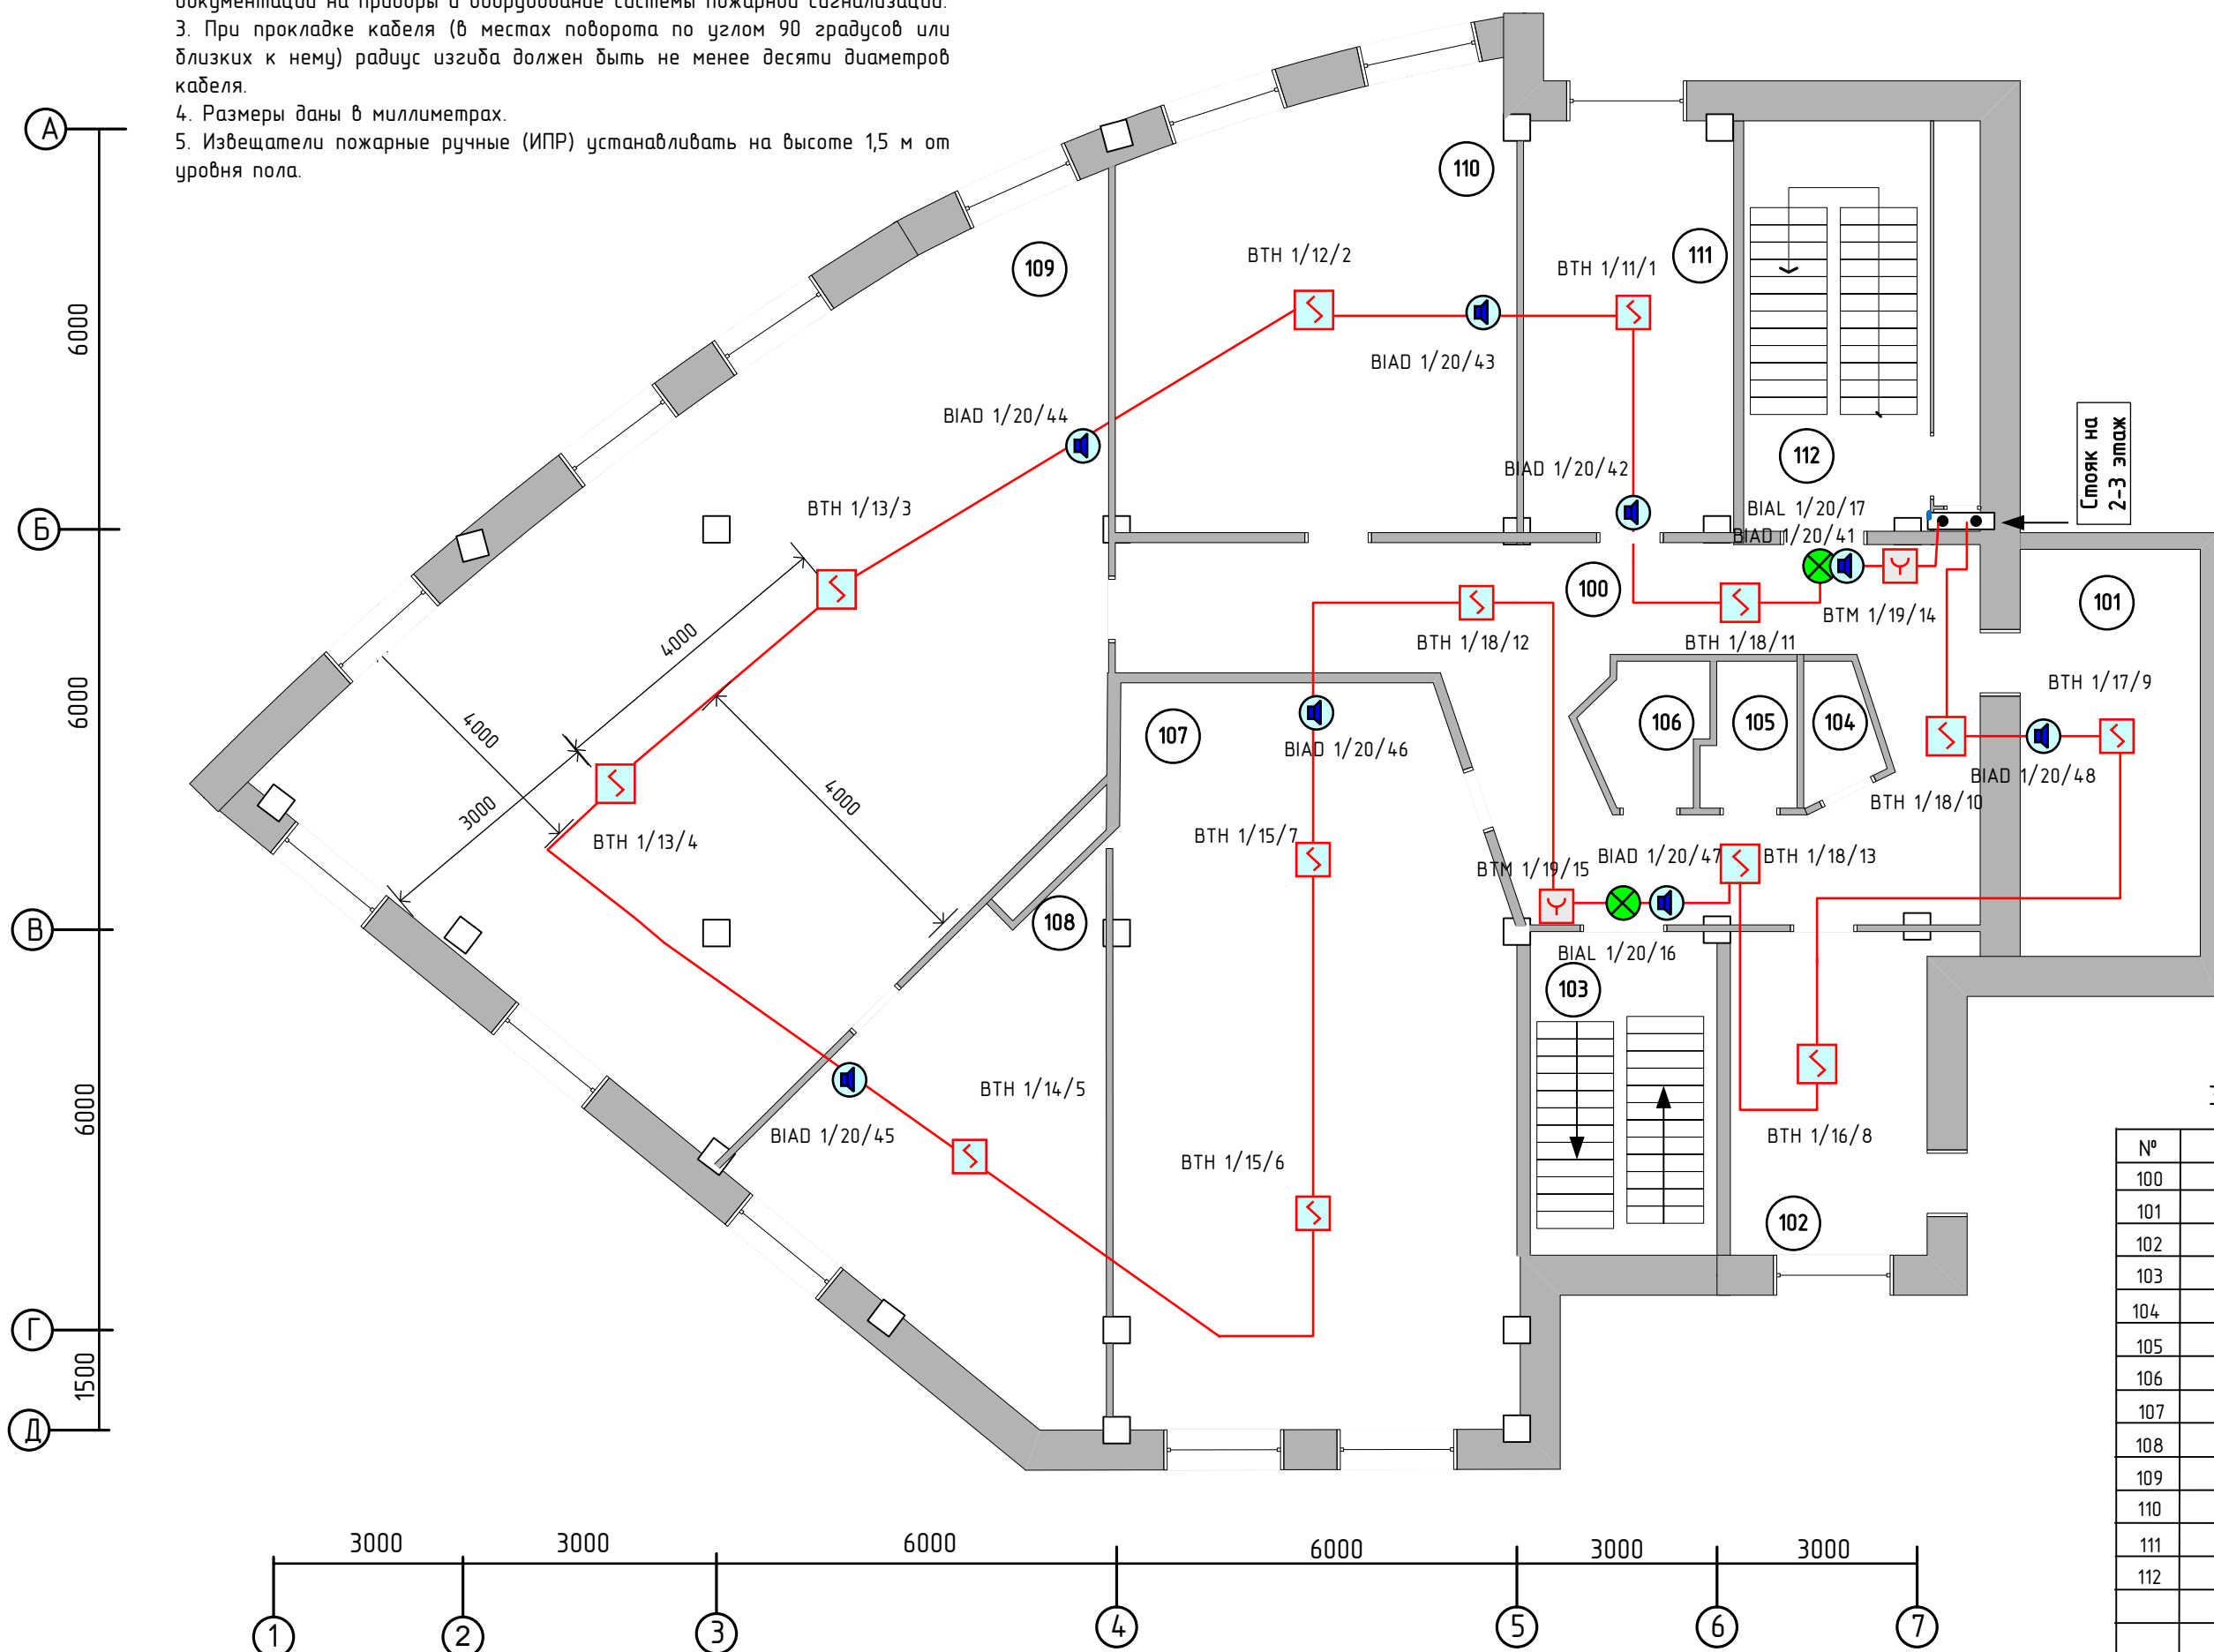 документации на приборы и оборудование системы пожарной сигнализации.
3. При прокладке кабеля (в местах поворота по углом 90 градусов или
близких к нему) радиус изгиба должен быть не менее десяти диаметров
кабеля.
4. Размеры даны в миллиметрах.
5. Извещатели пожарные ручные (ИПР) устанавливать на высоте 1,5 м от
уровня пола.
А
Б
В
Г
Д
6000
6000
6000
1500
109
110
111
112
100
101
107
106
105
104
108
103
102
BTH 1/12/2
BTH 1/11/1
BIAD 1/20/43
BIAD 1/20/44
BIAD 1/20/42
BTH 1/13/3
BIAL 1/20/17
BIAD 1/20/41
Стояк на
2-3 этаж
BTM 1/19/14
BTH 1/18/12
BTH 1/18/11
BTH 1/17/9
4000
4000
3000
4000
BIAD 1/20/46
BIAD 1/20/48
BTH 1/18/10
BTH 1/13/4
BTH 1/15/7
BTM 1/19/15
BIAD 1/20/47
BTH 1/18/13
BIAL 1/20/16
BTH 1/14/5
BIAD 1/20/45
BTH 1/15/6
BTH 1/16/8
№
100
101
102
103
104
105
106
107
108
109
110
111
112
3000
3000
6000
6000
3000
3000
1
2
3
4
5
6
7